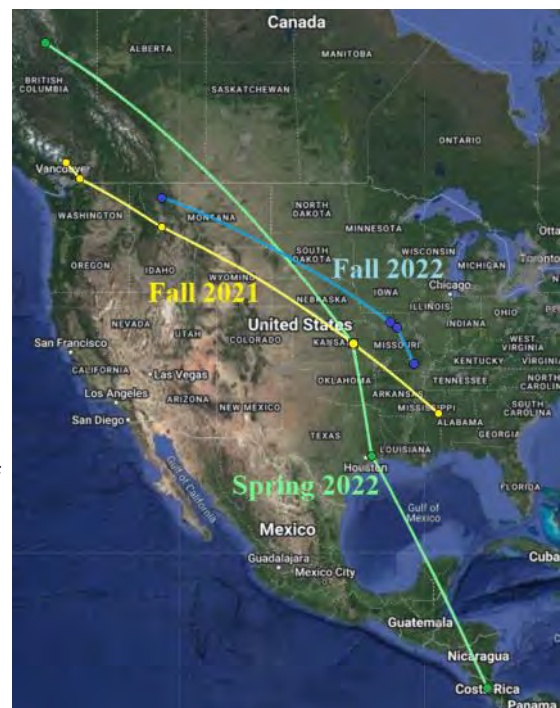 Canada
ALBERTA
MANITOBA
BRITISH
COLUMBIA
SASKATCHEWAN
ONTARIO
Vancouver
WASHINGTON
MONTANA
NORTH
DAKOTA
MINNESOTA
Otta
OREGON
IDAHO
SOUTH
DAKOTA
WISCONSIN
MICHIGAN
Toronto
WYOMING
Fall 2022
Fall 2021
Chicago
IOWA
NEBRASKA
ILLINOIS
OHIO
INDIANA
NEVADA
UTAH
United States
COLORADO
KANSAS
MISSOURI
WEST
VIRGINIA
San Francisco
KENTUCKY
VIRGINIA
CALIFORNIA
Las Vegas
OKLAHOMA
TENNESSEE
NORTH
CAROLINA
Los Angeles
ARIZONA
NEW MEXICO
ARKANSAS
MISSISSIPPI
SOUTH
CAROLINA
San Diego
ALABAMA
TEXAS
GEORGIA
LOUISIANA
Houston
Spring 2022
FLORIDA
Gulf of California
Gulf of
Mexico
Mexico
Cuba
Guadalajara
Mexico City
Guatemala
Nicaragua
Costa Rica
Panama